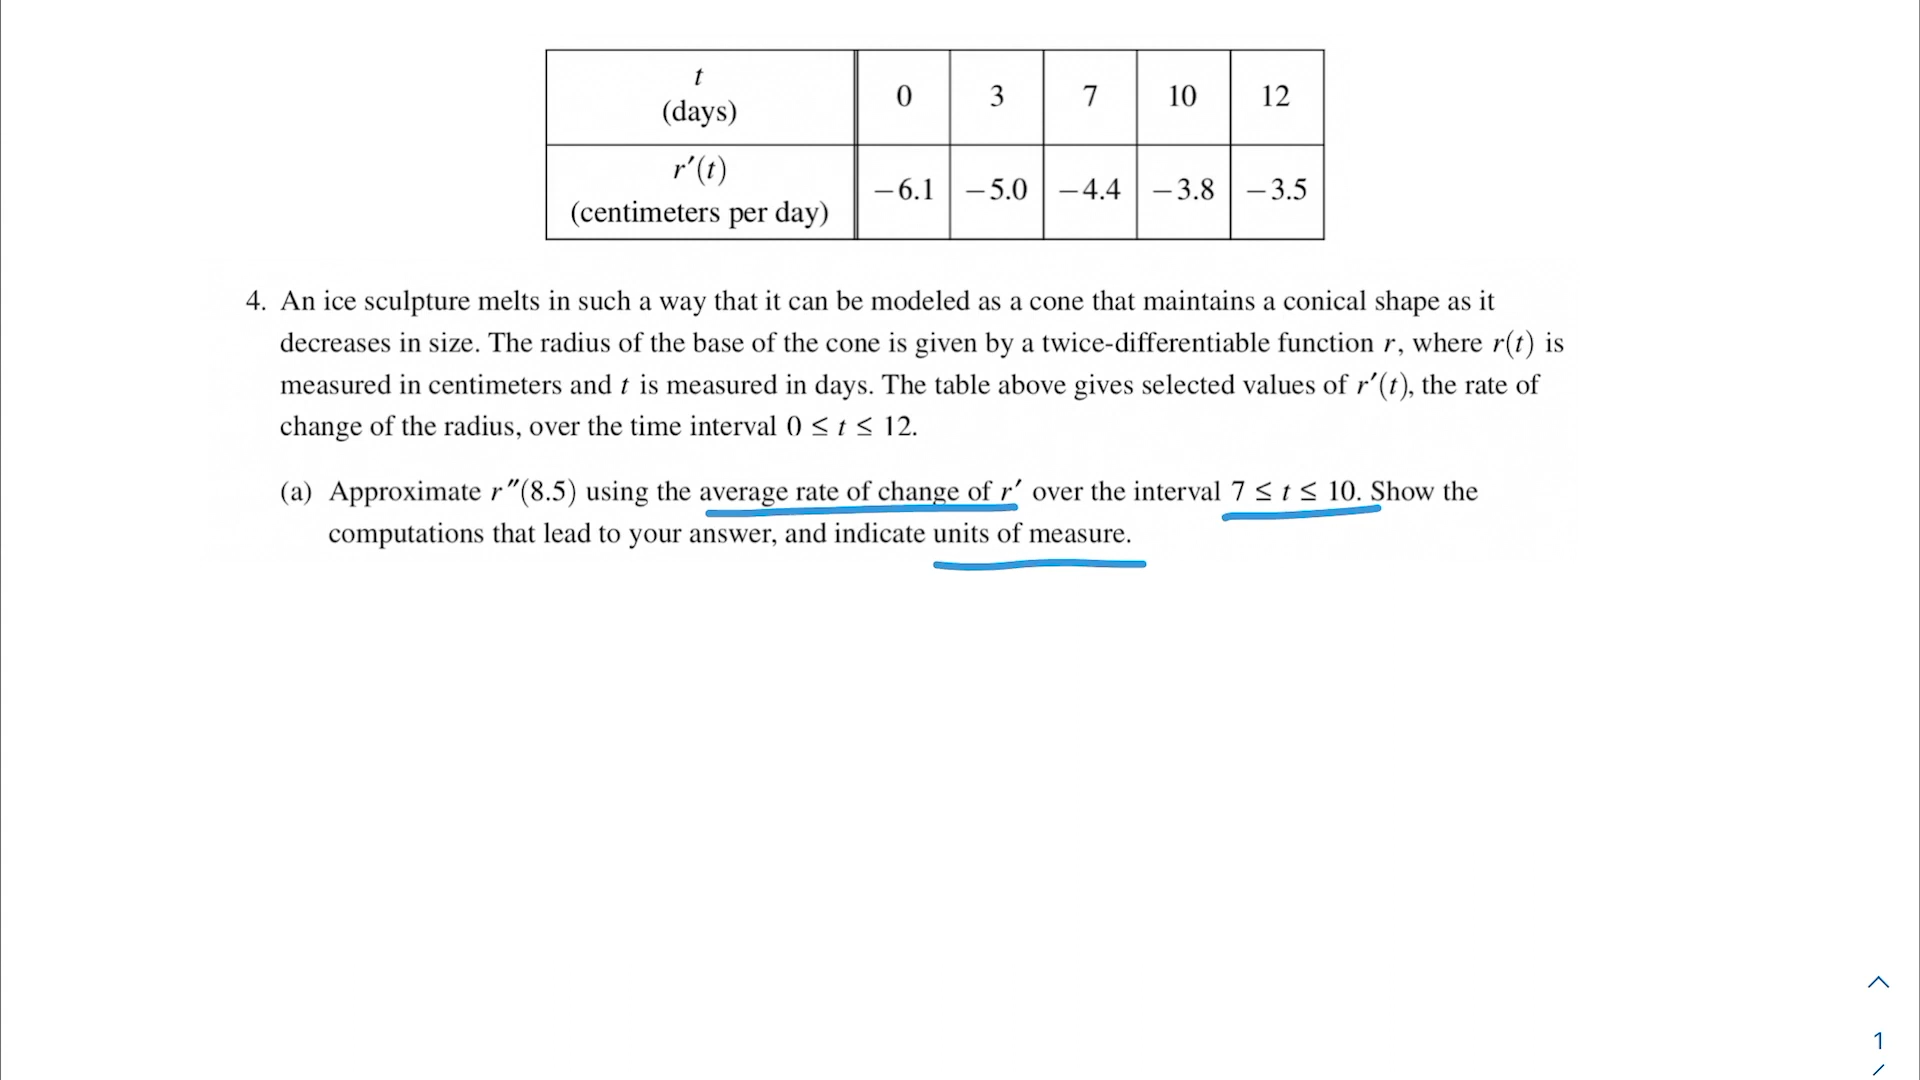 t
(days)
0 3 7 10 12
r′(t)
(centimeters per day)
−6.1 −5.0 −4.4 −3.8 −3.5
4. An ice sculpture melts in such a way that it can be modeled as a cone that maintains a conical shape as it
decreases in size. The radius of the base of the cone is given by a twice-differentiable function r, where r(t) is
measured in centimeters and t is measured in days. The table above gives selected values of r′(t), the rate of
change of the radius, over the time interval 0 ≤ t ≤ 12.
(a) Approximate r″(8.5) using the average rate of change of r′ over the interval 7 ≤ t ≤ 10. Show the
computations that lead to your answer, and indicate units of measure.
1